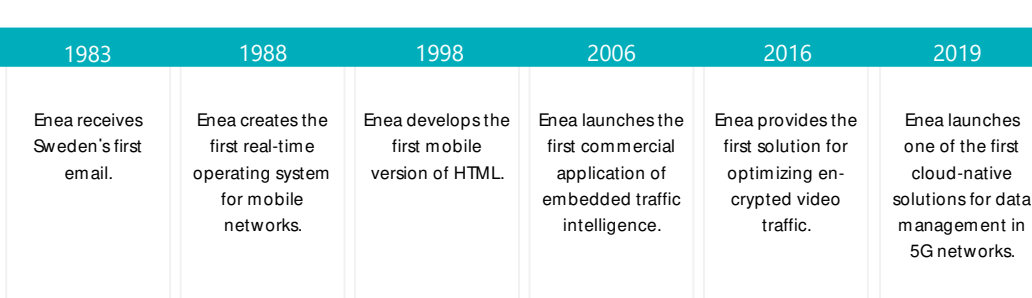 1983
Enea receives
Sweden's first
email.
1988
Enea creates the
first real-time
operating system
for mobile
networks.
1998
Enea develops the
first mobile
version of HTML.
2006
Enea launches the
first commercial
application of
embedded traffic
intelligence.
2016
Enea provides the
first solution for
optimizing en-
crypted video
traffic.
2019
Enea launches
one of the first
cloud-native
solutions for data
management in
5G networks.